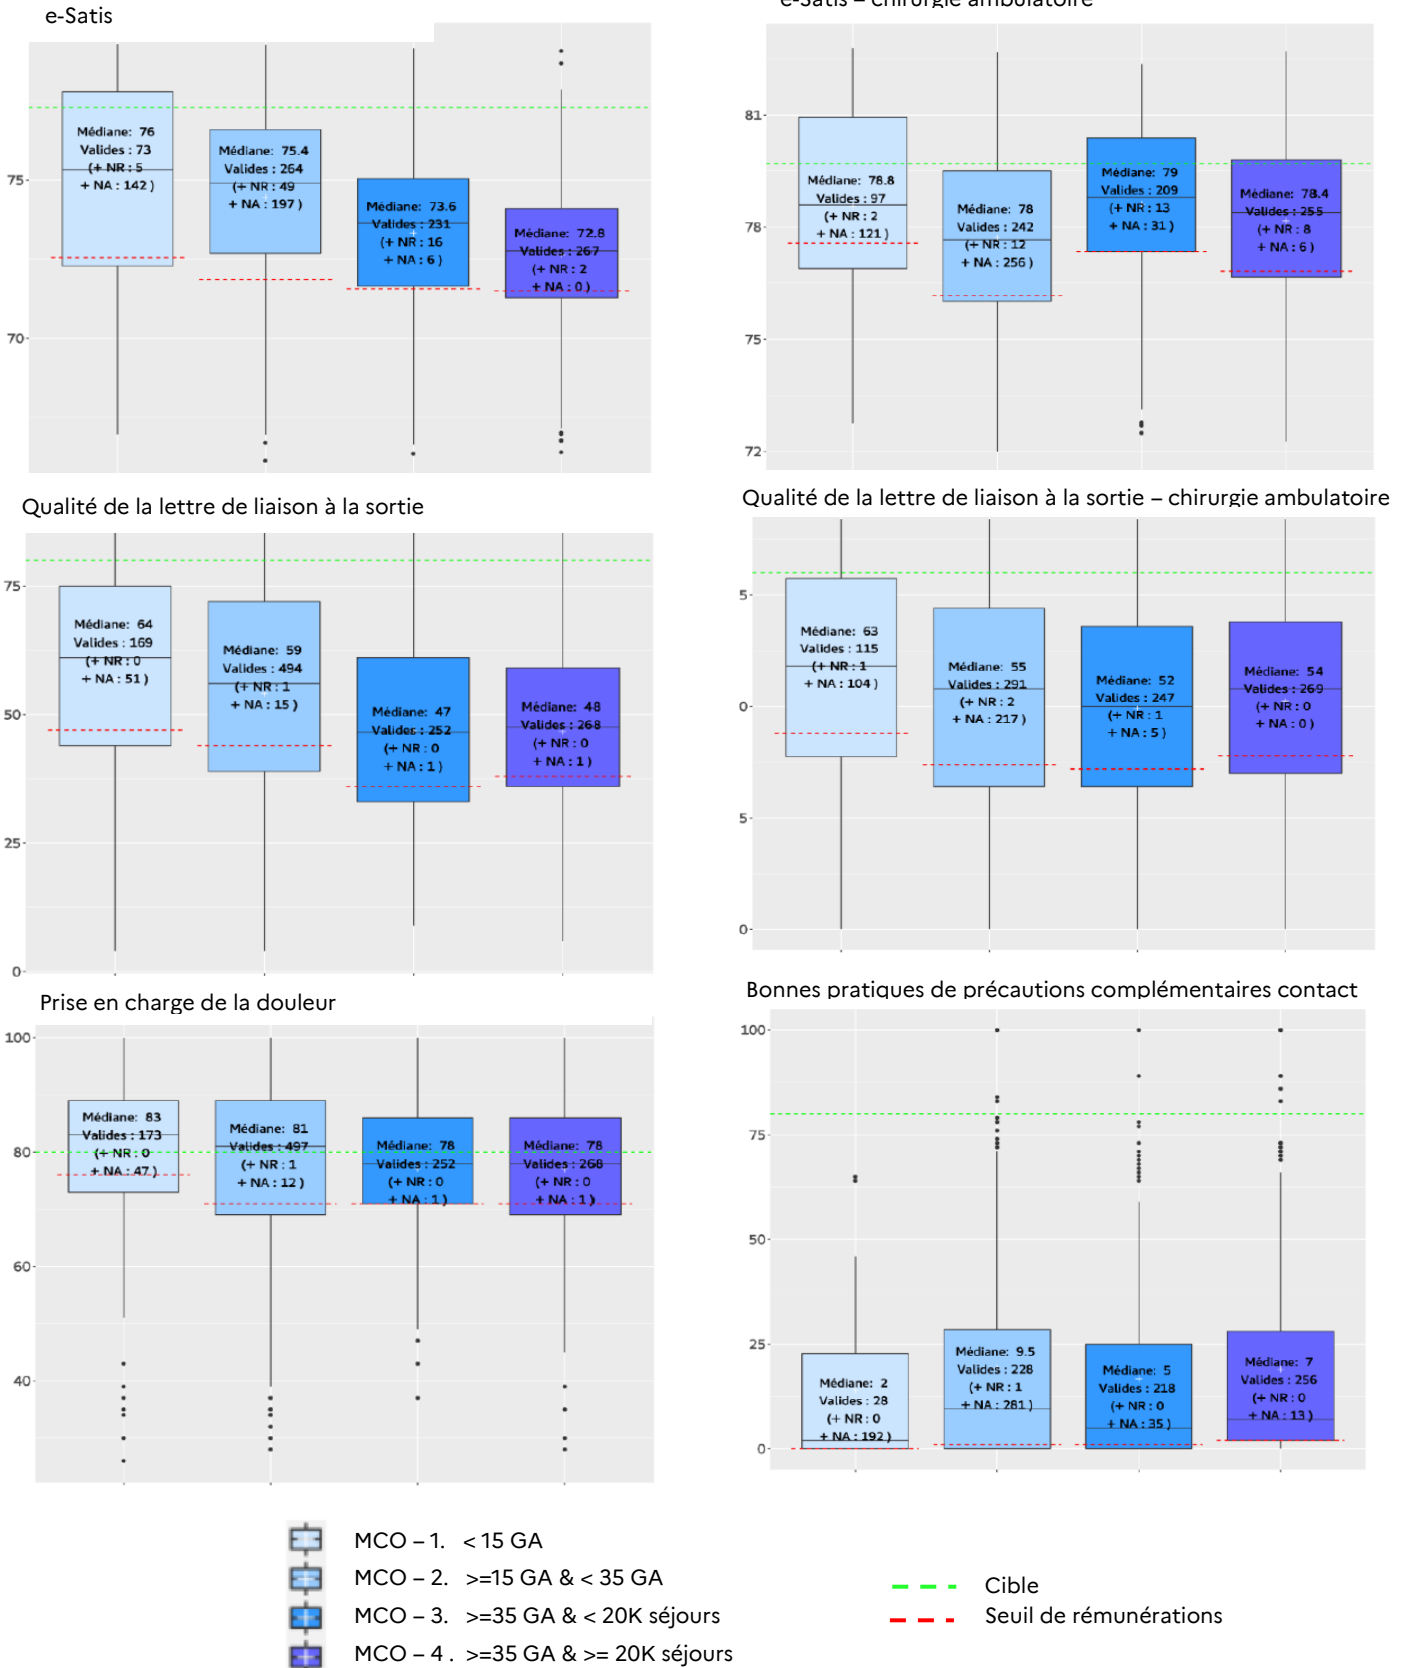 e-Satis
75
70
Médiane: 76
Valides : 73
(+ NR : 5
+ NA : 142 )
Médiane: 75.4
Valides : 264
(+ NR : 49
+ NA : 197 )
Médiane: 73.6
Valides : 231
(+ NR : 16
+ NA : 6 )
Médiane: 72.8
Valides : 267
(+ NR : 2
+ NA : 0 )
e-Satis – chirurgie ambulatoire
81
78
75
72
Médiane: 78.8
Valides : 97
(+ NR : 2
+ NA : 121 )
Médiane: 78
Valides : 242
(+ NR : 12
+ NA : 256 )
Médiane: 79
Valides : 209
(+ NR : 13
+ NA : 31 )
Médiane: 78.4
Valides : 255
(+ NR : 8
+ NA : 6 )
Qualité de la lettre de liaison à la sortie
75
50
25
0
Médiane: 64
Valides : 169
(+ NR : 0
+ NA : 51 )
Médiane: 59
Valides : 494
(+ NR : 1
+ NA : 15 )
Médiane: 47
Valides : 252
(+ NR : 0
+ NA : 1 )
Médiane: 48
Valides : 268
(+ NR : 0
+ NA : 1 )
Qualité de la lettre de liaison à la sortie – chirurgie ambulatoire
5
0
5
0
Médiane: 63
Valides : 115
(+ NR : 1
+ NA : 104 )
Médiane: 55
Valides : 291
(+ NR : 2
+ NA : 217 )
Médiane: 52
Valides : 247
(+ NR : 1
+ NA : 5 )
Médiane: 54
Valides : 269
(+ NR : 0
+ NA : 0 )
Prise en charge de la douleur
100
80
60
40
Médiane: 83
Valides : 173
(+ NR : 0
+ NA : 47 )
Médiane: 81
Valides : 497
(+ NR : 1
+ NA : 12 )
Médiane: 78
Valides : 252
(+ NR : 0
+ NA : 1 )
Médiane: 78
Valides : 268
(+ NR : 0
+ NA : 1 )
Bonnes pratiques de précautions complémentaires contact
100
75
50
25
0
Médiane: 2
Valides : 28
(+ NR : 0
+ NA : 192 )
Médiane: 9.5
Valides : 228
(+ NR : 1
+ NA : 281 )
Médiane: 5
Valides : 218
(+ NR : 0
+ NA : 35 )
Médiane: 7
Valides : 256
(+ NR : 0
+ NA : 13 )
MCO – 1. < 15 GA
MCO – 2. >=15 GA & < 35 GA
MCO – 3. >=35 GA & < 20K séjours
MCO – 4 . >=35 GA & >= 20K séjours
Cible
Seuil de rémunérations